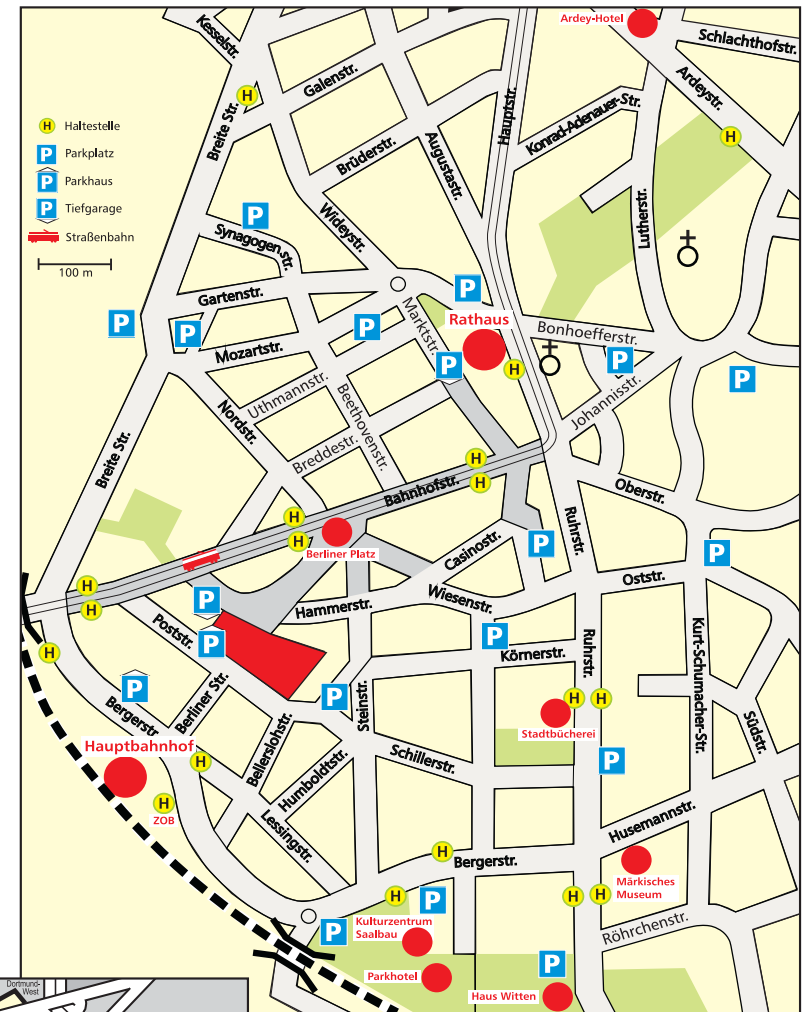 Ardey-Hotel
Kesselstr.
Schlachthofstr.
Galenstr.
Ardeystr.
H
Hauptstr.
Konrad-Adenauer-Str.
H Haltestelle
Breite Str.
Augustastr.
H
P Parkplatz
Brüderstr.
P Parkhaus
P Tiefgarage
Wideystr.
Lutherstr.
P
Straßenbahn
Synagogenstr.
100 m
P
Gartenstr.
Marktstr.
Rathaus
P
P
P
Bonhoefferstr.
Mozartstr.
P
P
H
P
Uthmannstr.
Beethovenstr.
Johannisstr.
Nordstr.
Breddestr.
Breite Str.
H
H
Bahnhofstr.
Oberstr.
H
H
Ruhrstr.
Berliner Platz
Casinostr.
P
P
H
H
P
Hammerstr.
Wiesenstr.
Oststr.
Poststr.
P
P
Körnerstr.
Ruhrstr.
Kurt-Schumacher-Str.
H
P
Berliner Str.
P
Steinstr.
H
H
Bergerstr.
Stadtbücherei
Südstr.
Hauptbahnhof
Bellerslohstr.
Schillerstr.
H
P
Humboldtstr.
H
ZOB
Lessingstr.
Husemannstr.
H
Bergerstr.
Märkisches
Museum
H
P
H
H
Kulturzentrum
Saalbau
P
Röhrchenstr.
Parkhotel
P
Haus Witten
Dortmund-
West